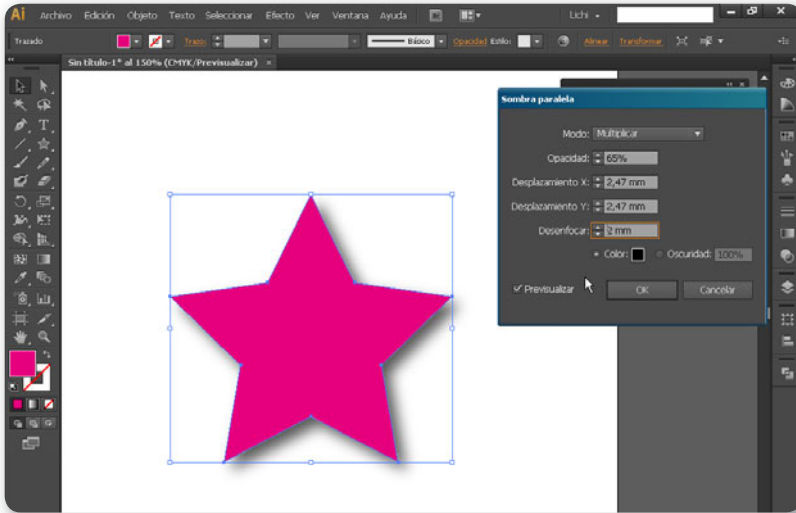 Ai Archivo Edición Objeto Texto Seleccionar Efecto Ver Ventana Ayuda Lichi
Trazado Trazo: Básico Opacidad Estilo: Alinear Transformar
Sin título-1* al 150% (CMYK/Previsualizar) ×
Sombra paralela
Modo: Multiplicar
Opacidad: 65%
Desplazamiento X: 2,47 mm
Desplazamiento Y: 2,47 mm
Desenfocar: 2 mm
Color: Oscuridad: 100%
Previsualizar OK Cancelar